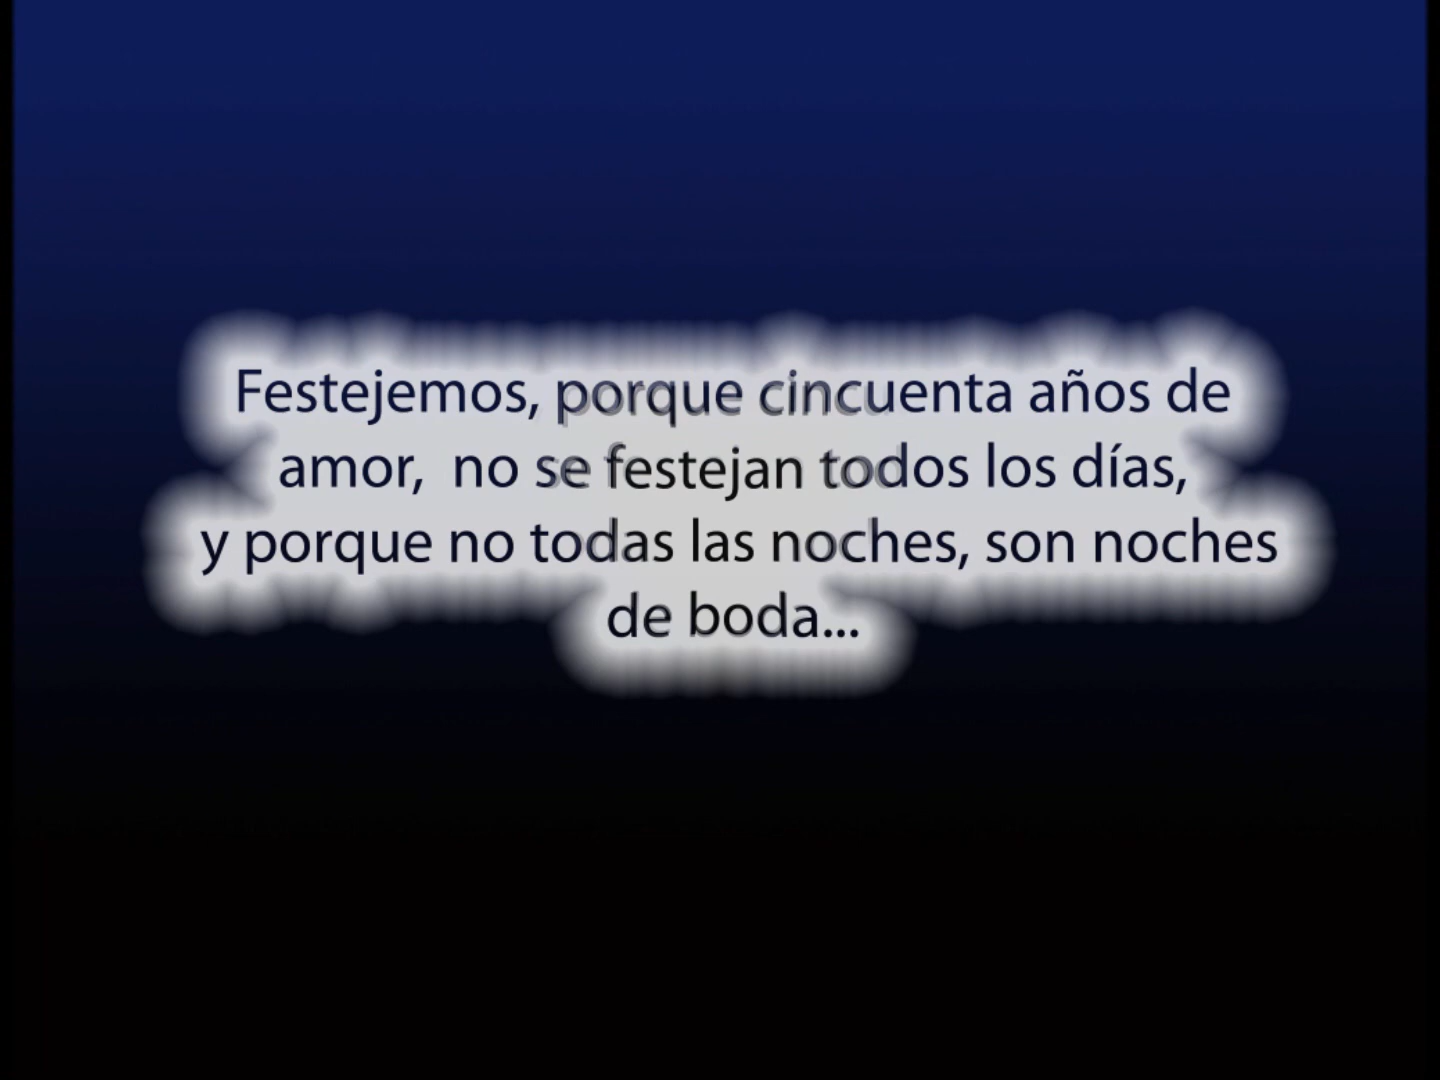 Festejemos, porque cincuenta años de
amor, no se festejan todos los días,
y porque no todas las noches, son noches
de boda...